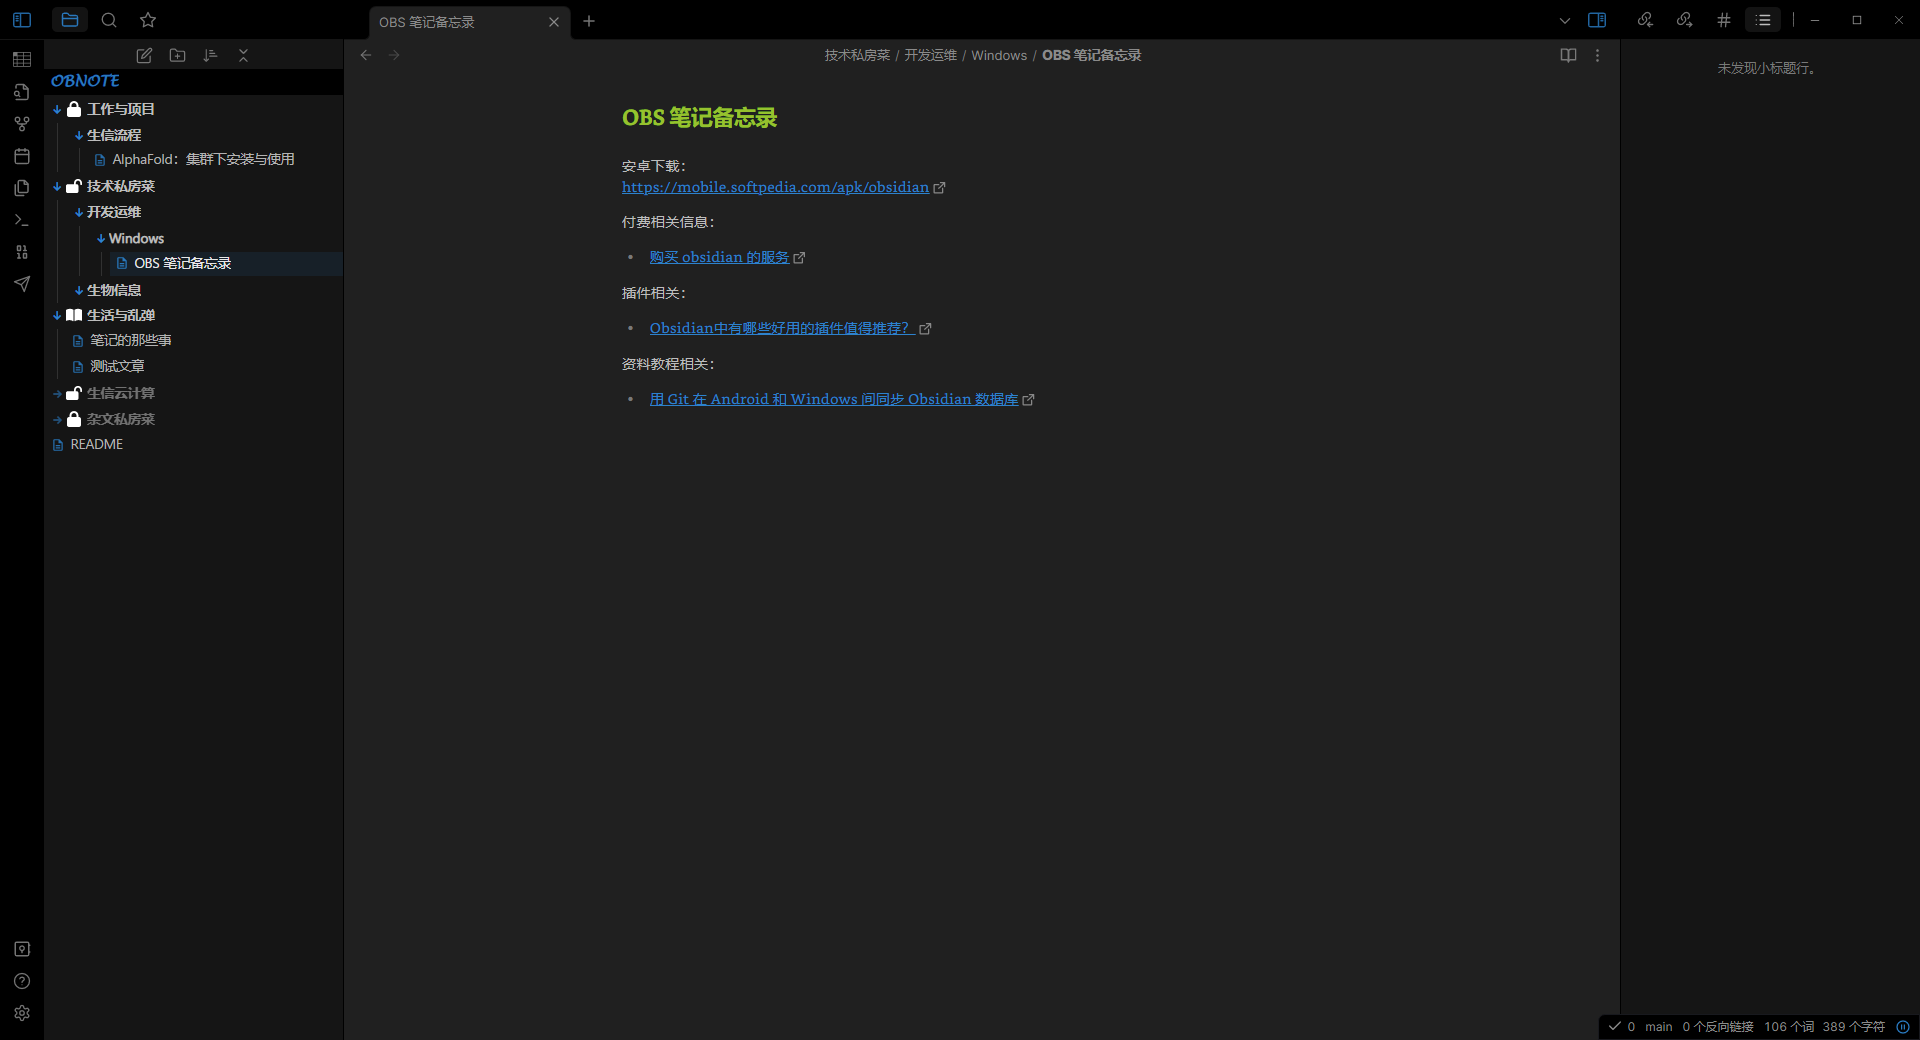 OBS 笔记备忘录
OBNOTE
工作与项目
生信流程
AlphaFold：集群下安装与使用
技术私房菜
开发运维
Windows
OBS 笔记备忘录
生物信息
生活与乱弹
笔记的那些事
测试文章
生信云计算
杂文私房菜
README
技术私房菜 / 开发运维 / Windows / OBS 笔记备忘录
OBS 笔记备忘录
安卓下载：
https://mobile.softpedia.com/apk/obsidian
付费相关信息：
• 购买 obsidian 的服务
插件相关：
• Obsidian中有哪些好用的插件值得推荐？
资料教程相关：
• 用 Git 在 Android 和 Windows 间同步 Obsidian 数据库
未发现小标题行。
0 main 0 个反向链接 106 个词 389 个字符